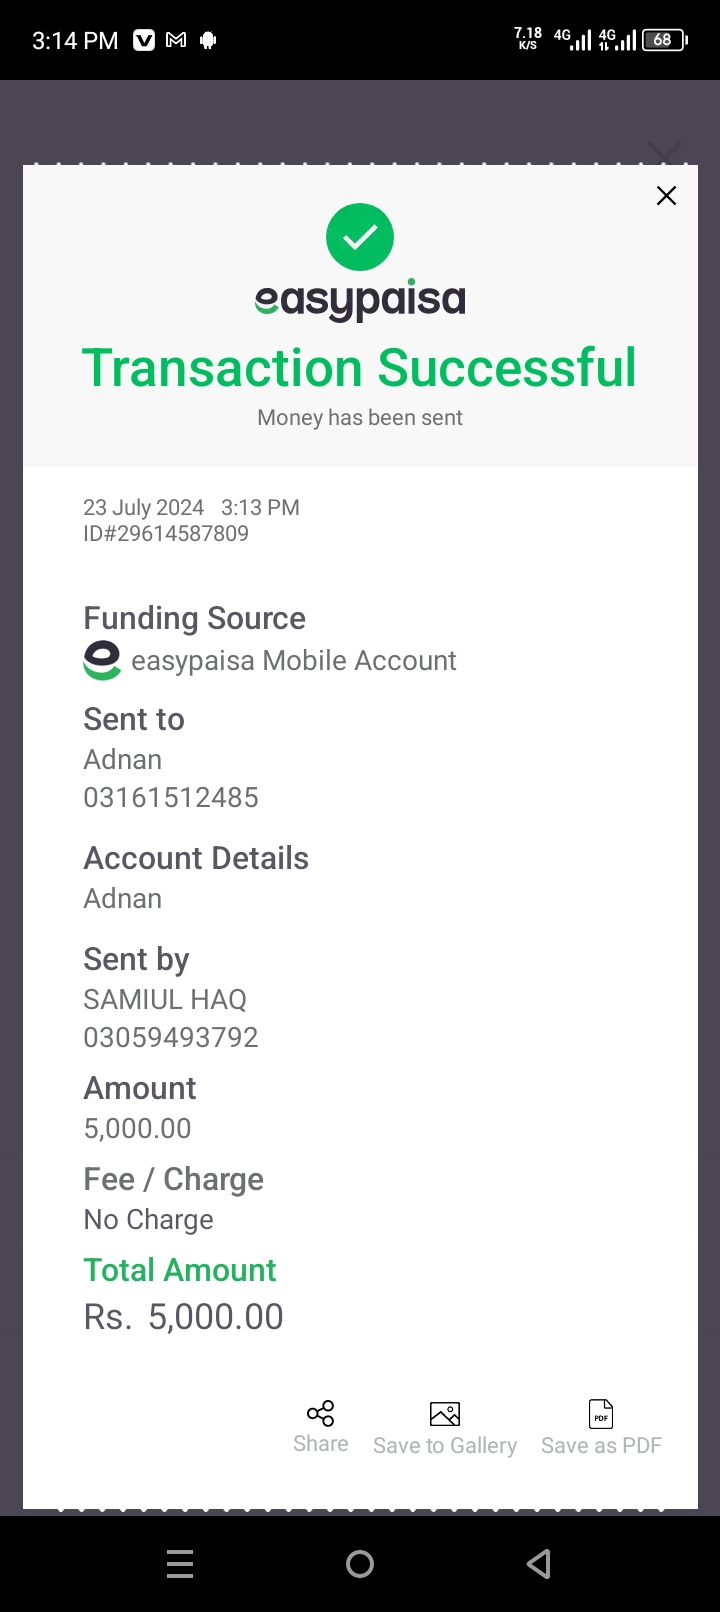 3:14 PM
7.18 K/S 4G 4G 68
easypaisa
Transaction Successful
Money has been sent
23 July 2024 3:13 PM
ID#29614587809
Funding Source
easypaisa Mobile Account
Sent to
Adnan
03161512485
Account Details
Adnan
Sent by
SAMIUL HAQ
03059493792
Amount
5,000.00
Fee / Charge
No Charge
Total Amount
Rs. 5,000.00
PDF
Share Save to Gallery Save as PDF